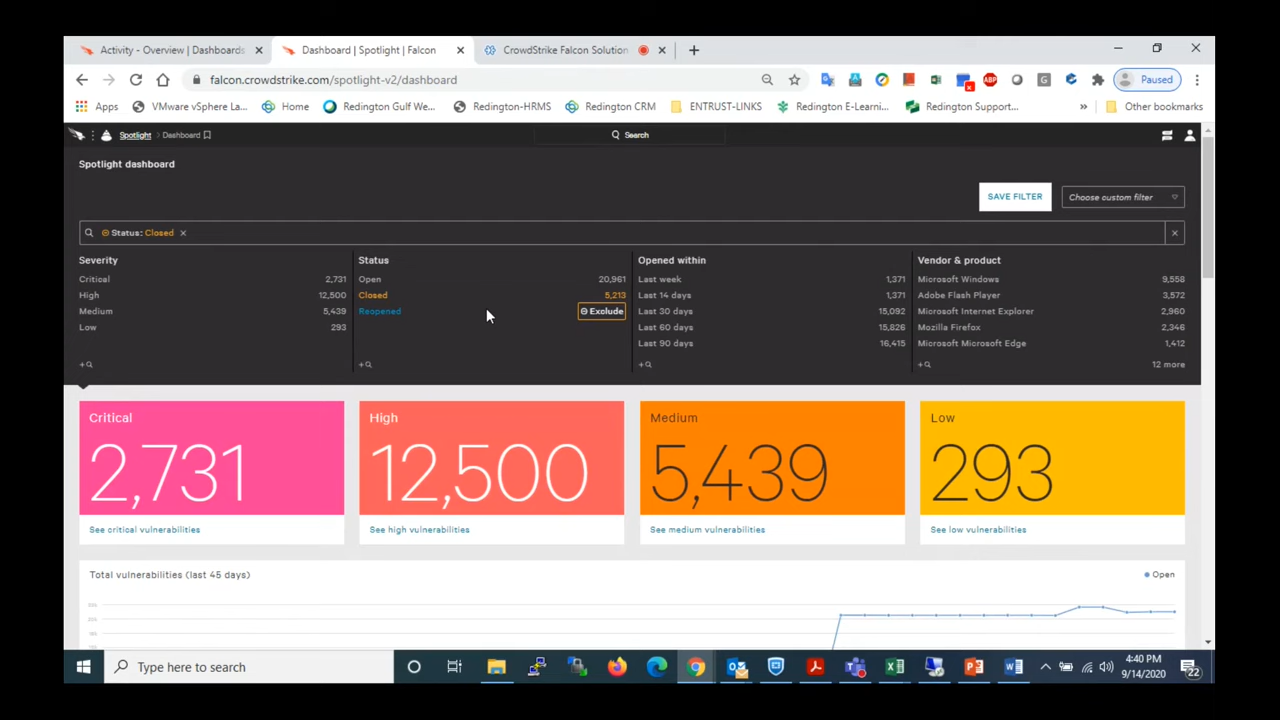 Activity - Overview | Dashboards
Dashboard | Spotlight | Falcon
CrowdStrike Falcon Solution
falcon.crowdstrike.com/spotlight-v2/dashboard
Paused
Apps
VMware vSphere La...
Home
Redington Gulf We...
Redington-HRMS
Redington CRM
ENTRUST-LINKS
Redington E-Learni...
Redington Support...
Other bookmarks
Spotlight
Dashboard
Search
Spotlight dashboard
SAVE FILTER
Choose custom filter
Status: Closed
Severity
Critical 2,731
High 12,500
Medium 5,439
Low 293
Status
Open 20,961
Closed 5,213
Reopened Exclude
Opened within
Last week 1,371
Last 14 days 1,371
Last 30 days 15,092
Last 60 days 15,826
Last 90 days 16,415
Vendor & product
Microsoft Windows 9,558
Adobe Flash Player 3,572
Microsoft Internet Explorer 2,960
Mozilla Firefox 2,346
Microsoft Microsoft Edge 1,412
12 more
Critical
2,731
See critical vulnerabilities
High
12,500
See high vulnerabilities
Medium
5,439
See medium vulnerabilities
Low
293
See low vulnerabilities
Total vulnerabilities (last 45 days)
Open
Type here to search
4:40 PM
9/14/2020
22